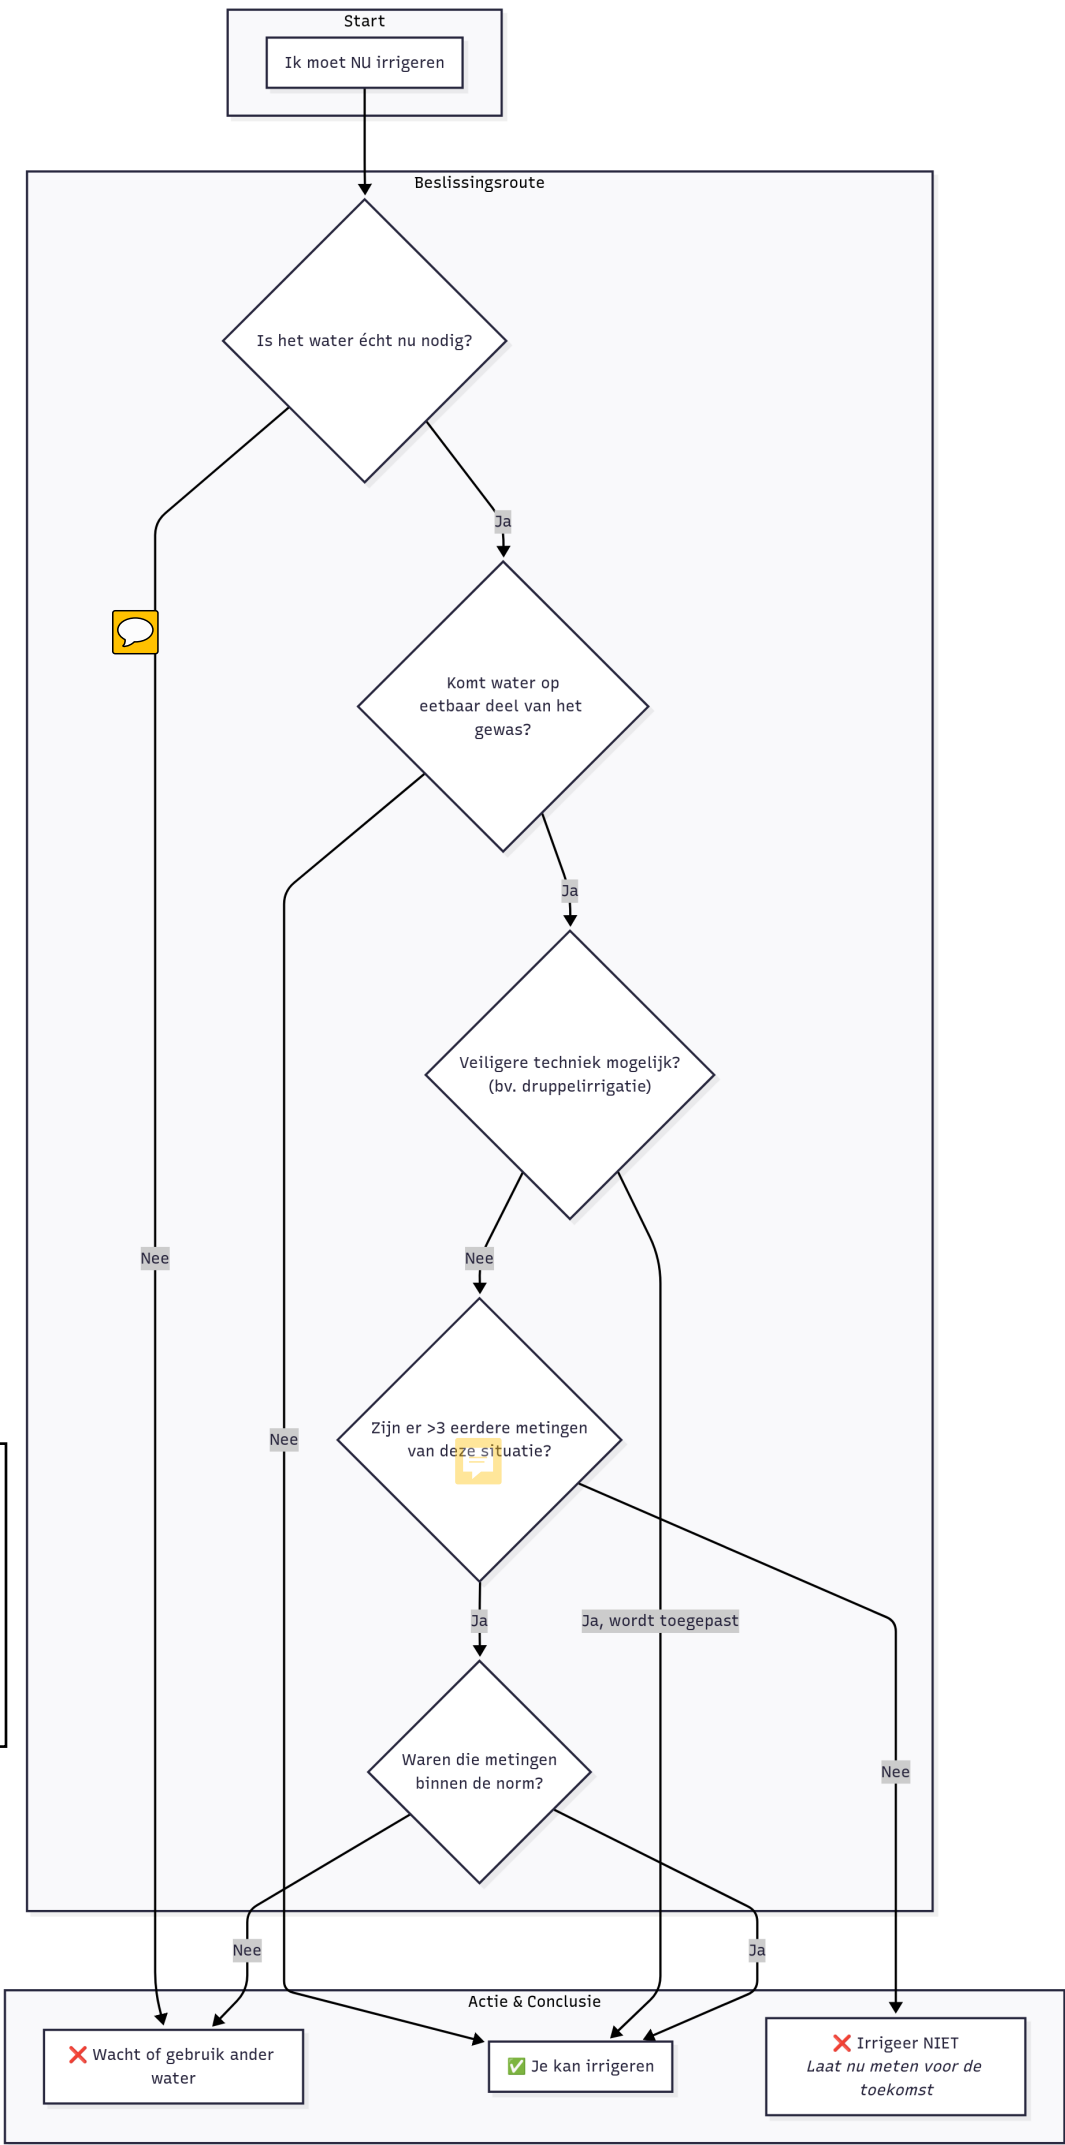 Start
Ik moet NU irrigeren
Beslissingsroute
Is het water écht nu nodig?
Ja
Komt water op
eetbaar deel van het
gewas?
Ja
Veiligere techniek mogelijk?
(bv. druppelirrigatie)
Nee
Nee
Zijn er >3 eerdere metingen
van deze situatie?
Nee
Ja
Ja, wordt toegepast
Waren die metingen
binnen de norm?
Nee
Nee
Ja
Actie & Conclusie
❌ Wacht of gebruik ander
water
✅ Je kan irrigeren
❌ Irrigeer NIET
Laat nu meten voor de
toekomst